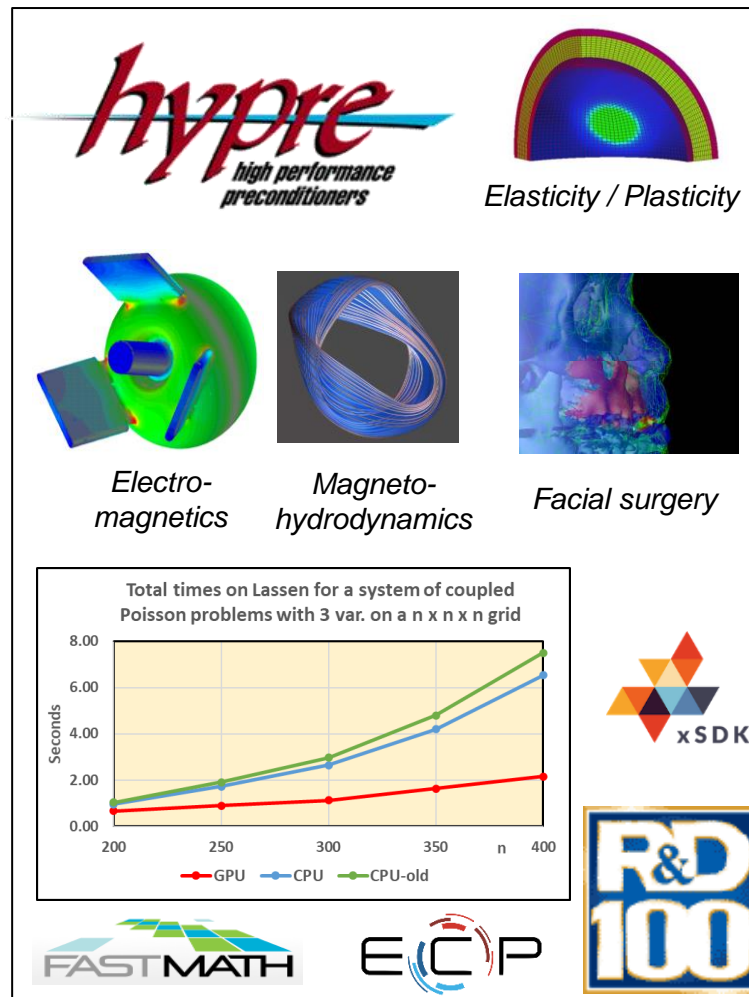 hypre
high performance
preconditioners
Elasticity / Plasticity
Electro-
magnetics
Magneto-
hydrodynamics
Facial surgery
Total times on Lassen for a system of coupled
Poisson problems with 3 var. on a n x n x n grid
8.00
6.00
4.00
2.00
0.00
Seconds
200
250
300
350
n
400
GPU
CPU
CPU-old
xSDK
R&D
100
FASTMATH
ECP